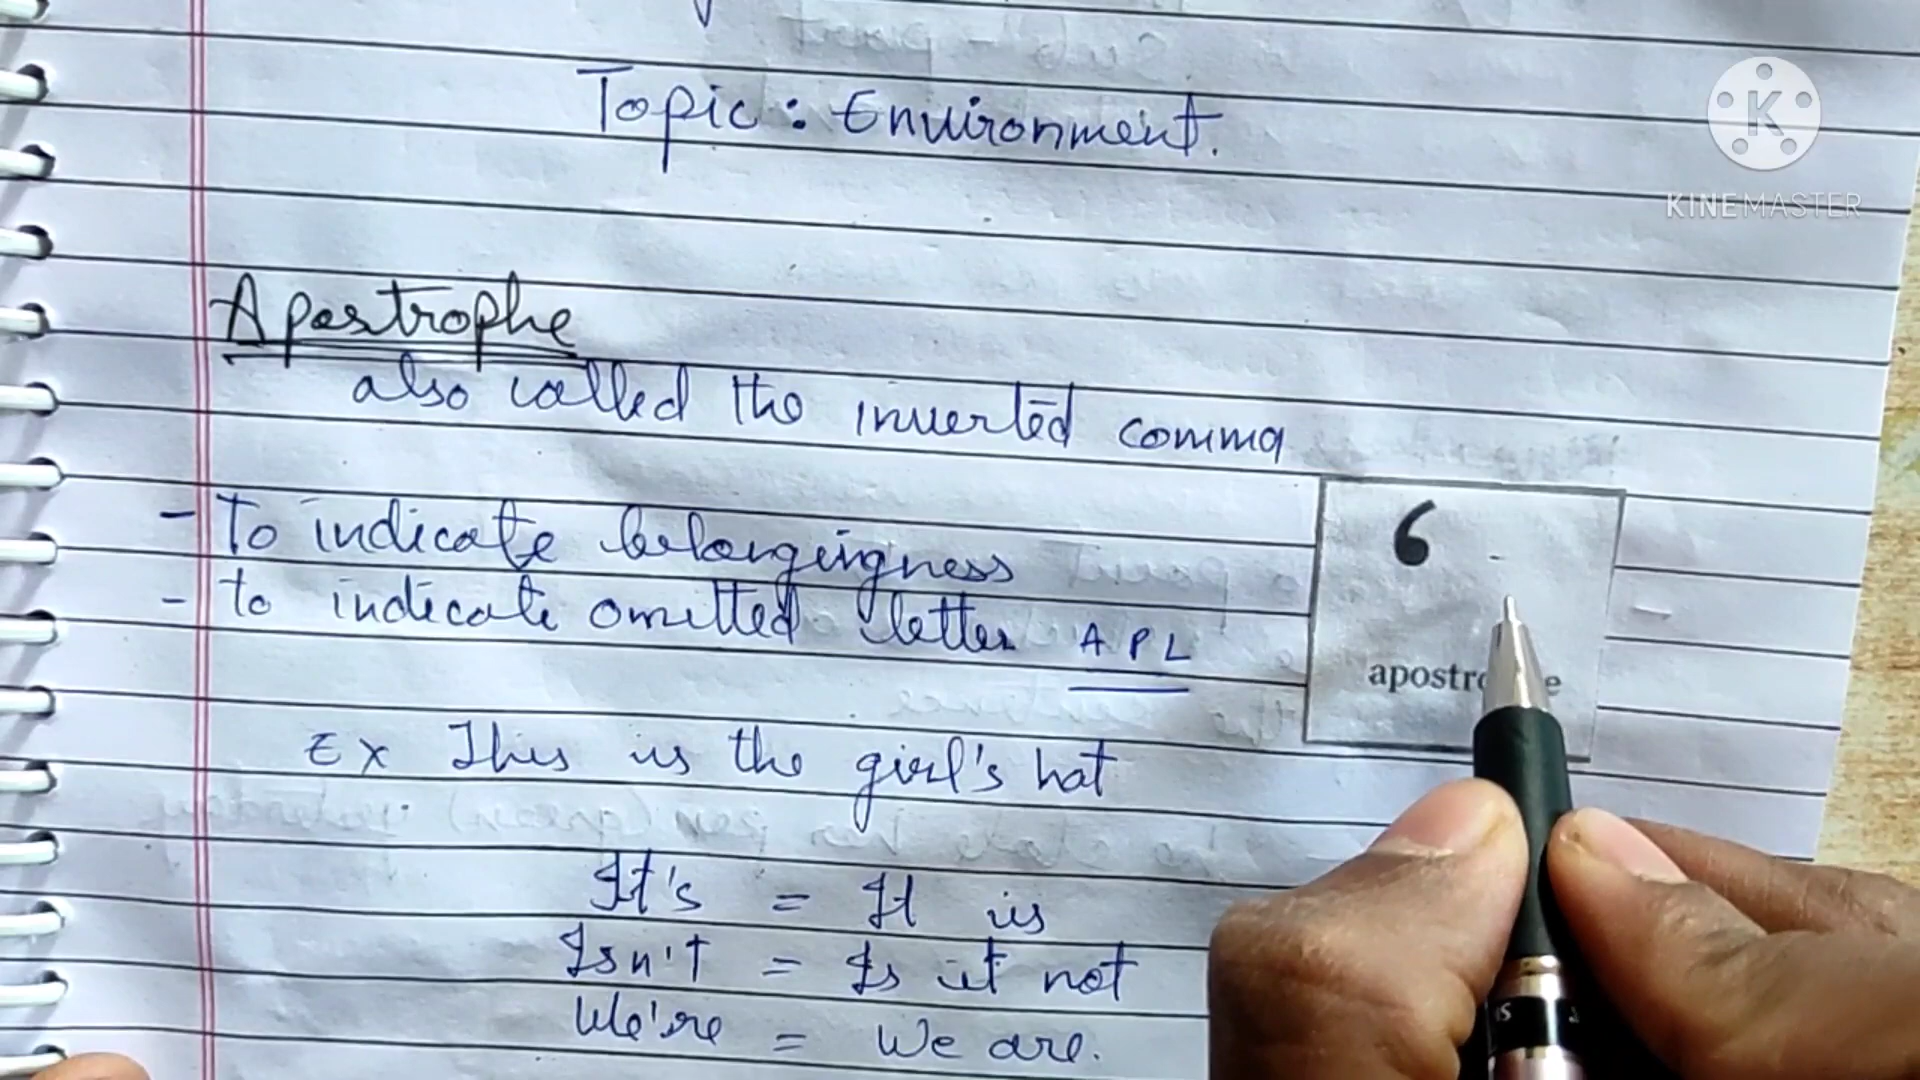 Topic : Environment.
KINEMASTER
Apostrophe
also called the inverted comma
- To indicate belongingness
- to indicate omitted letter A P L
‘
apostro e
Ex This is the girl's hat
It's = It is
Isn't = Is it not
We're = We are.